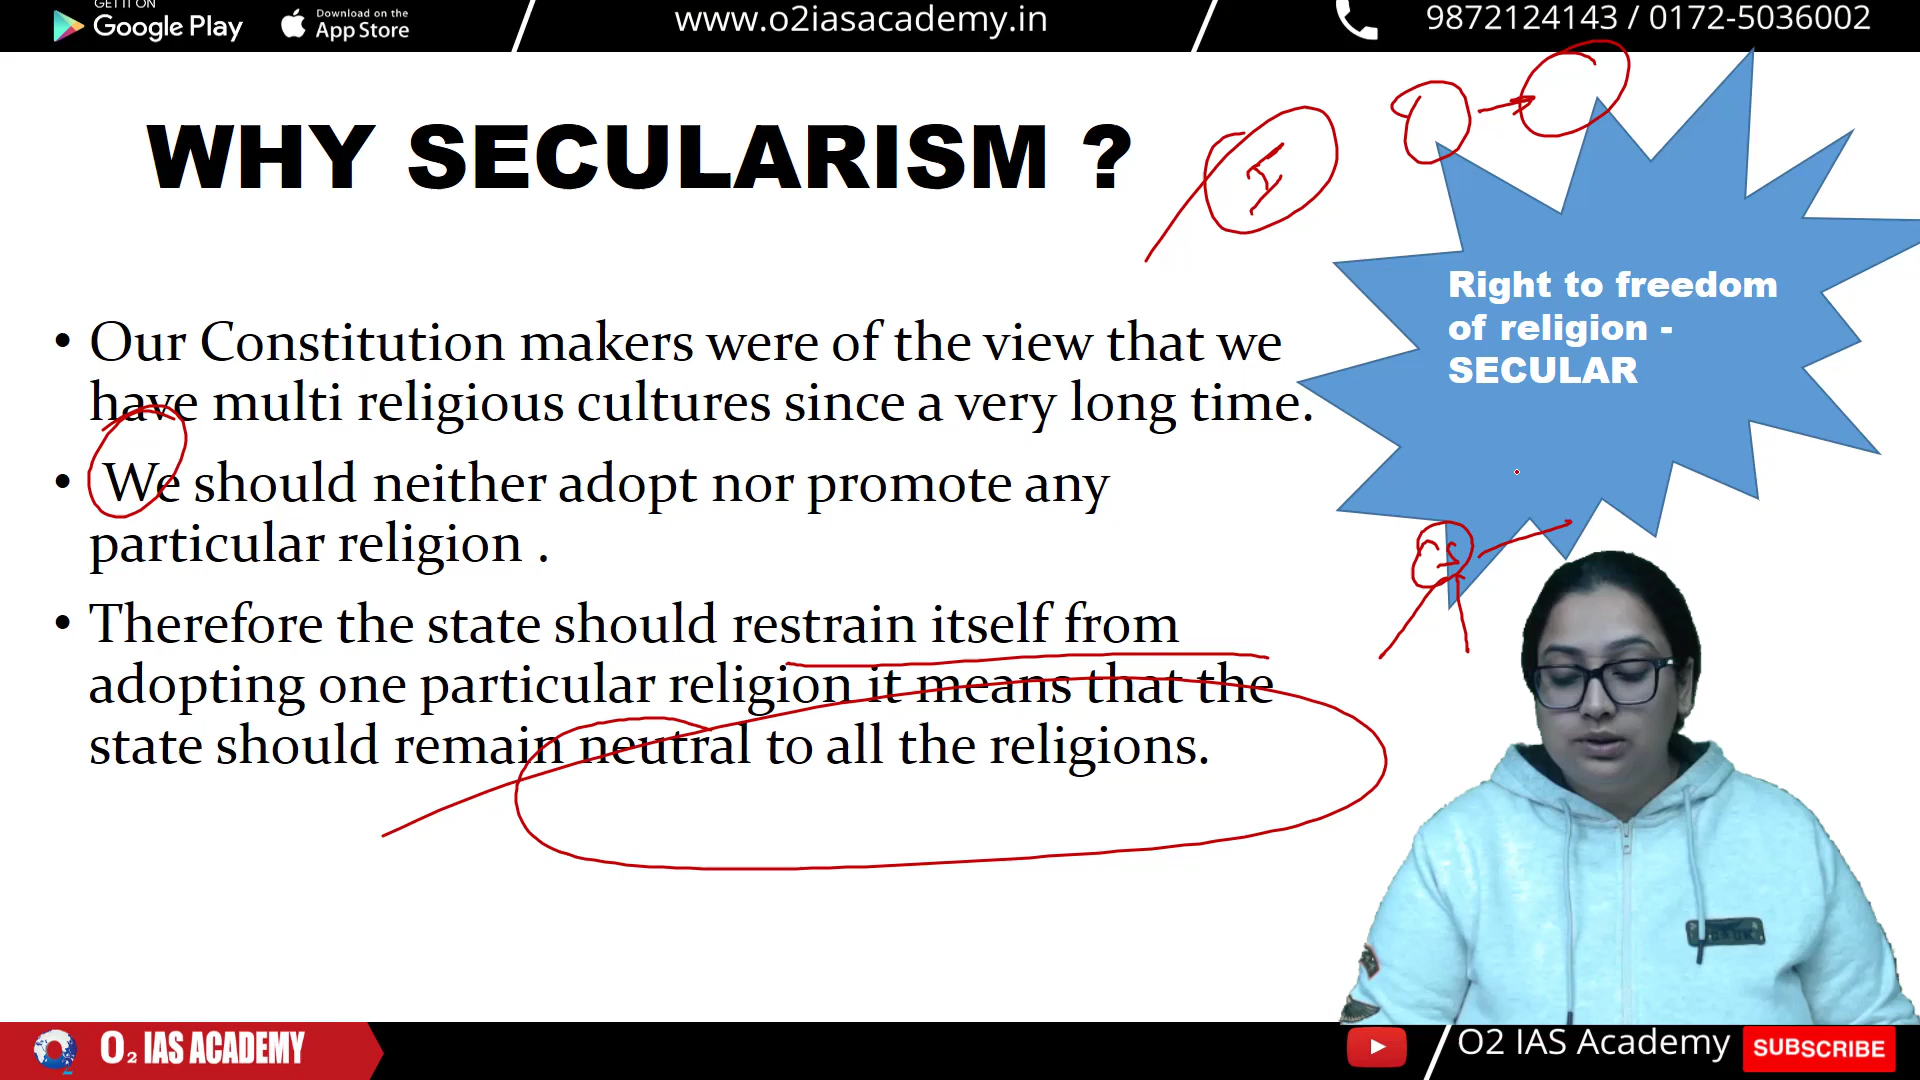 GET IT ON
Google Play
Download on the
App Store
www.o2iasacademy.in
9872124143 / 0172-5036002
WHY SECULARISM ?
I
Right to freedom
of religion -
SECULAR
• Our Constitution makers were of the view that we
have multi religious cultures since a very long time.
• We should neither adopt nor promote any
particular religion .
• Therefore the state should restrain itself from
adopting one particular religion it means that the
state should remain neutral to all the religions.
O2 IAS ACADEMY
O2 IAS Academy
SUBSCRIBE